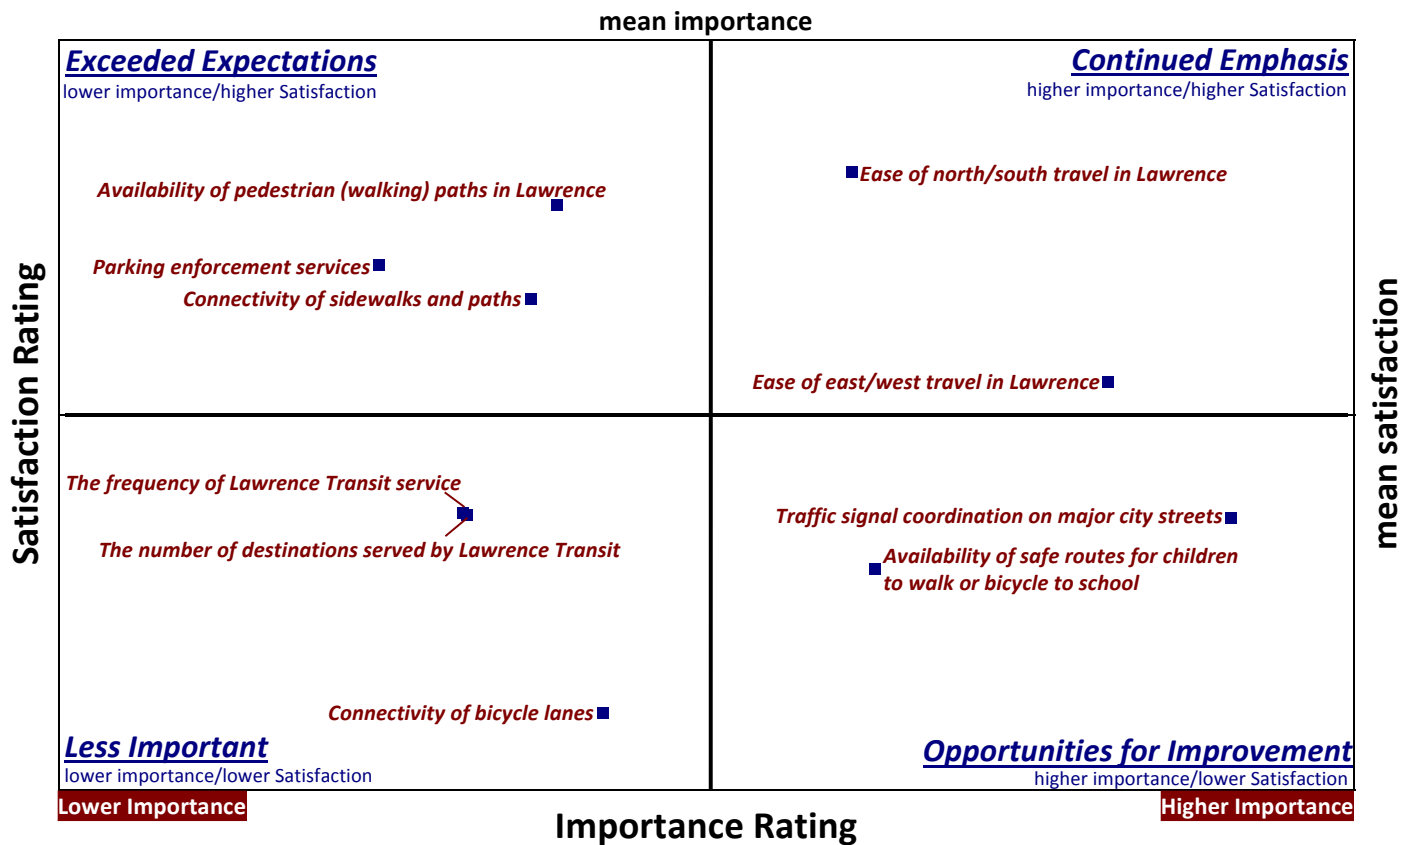 mean importance
Exceeded Expectations
lower importance/higher Satisfaction
Continued Emphasis
higher importance/higher Satisfaction
Availability of pedestrian (walking) paths in Lawrence
Ease of north/south travel in Lawrence
Parking enforcement services
Connectivity of sidewalks and paths
Ease of east/west travel in Lawrence
Satisfaction Rating
mean satisfaction
The frequency of Lawrence Transit service
The number of destinations served by Lawrence Transit
Traffic signal coordination on major city streets
Availability of safe routes for children
to walk or bicycle to school
Connectivity of bicycle lanes
Less Important
lower importance/lower Satisfaction
Opportunities for Improvement
higher importance/lower Satisfaction
Lower Importance
Importance Rating
Higher Importance